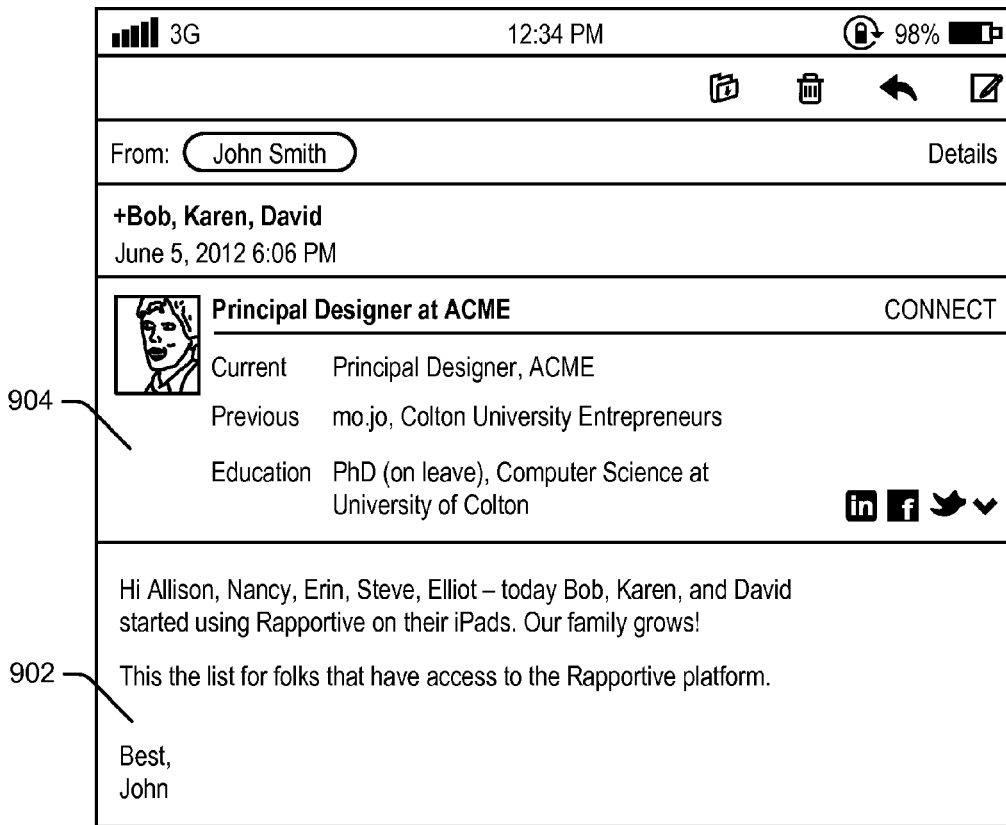 3G 12:34 PM 98%
From: John Smith Details
+Bob, Karen, David
June 5, 2012 6:06 PM
Principal Designer at ACME CONNECT
Current Principal Designer, ACME
904
Previous mo.jo, Colton University Entrepreneurs
Education PhD (on leave), Computer Science at
University of Colton
in f
Hi Allison, Nancy, Erin, Steve, Elliot – today Bob, Karen, and David
started using Rapportive on their iPads. Our family grows!
902
This the list for folks that have access to the Rapportive platform.
Best,
John